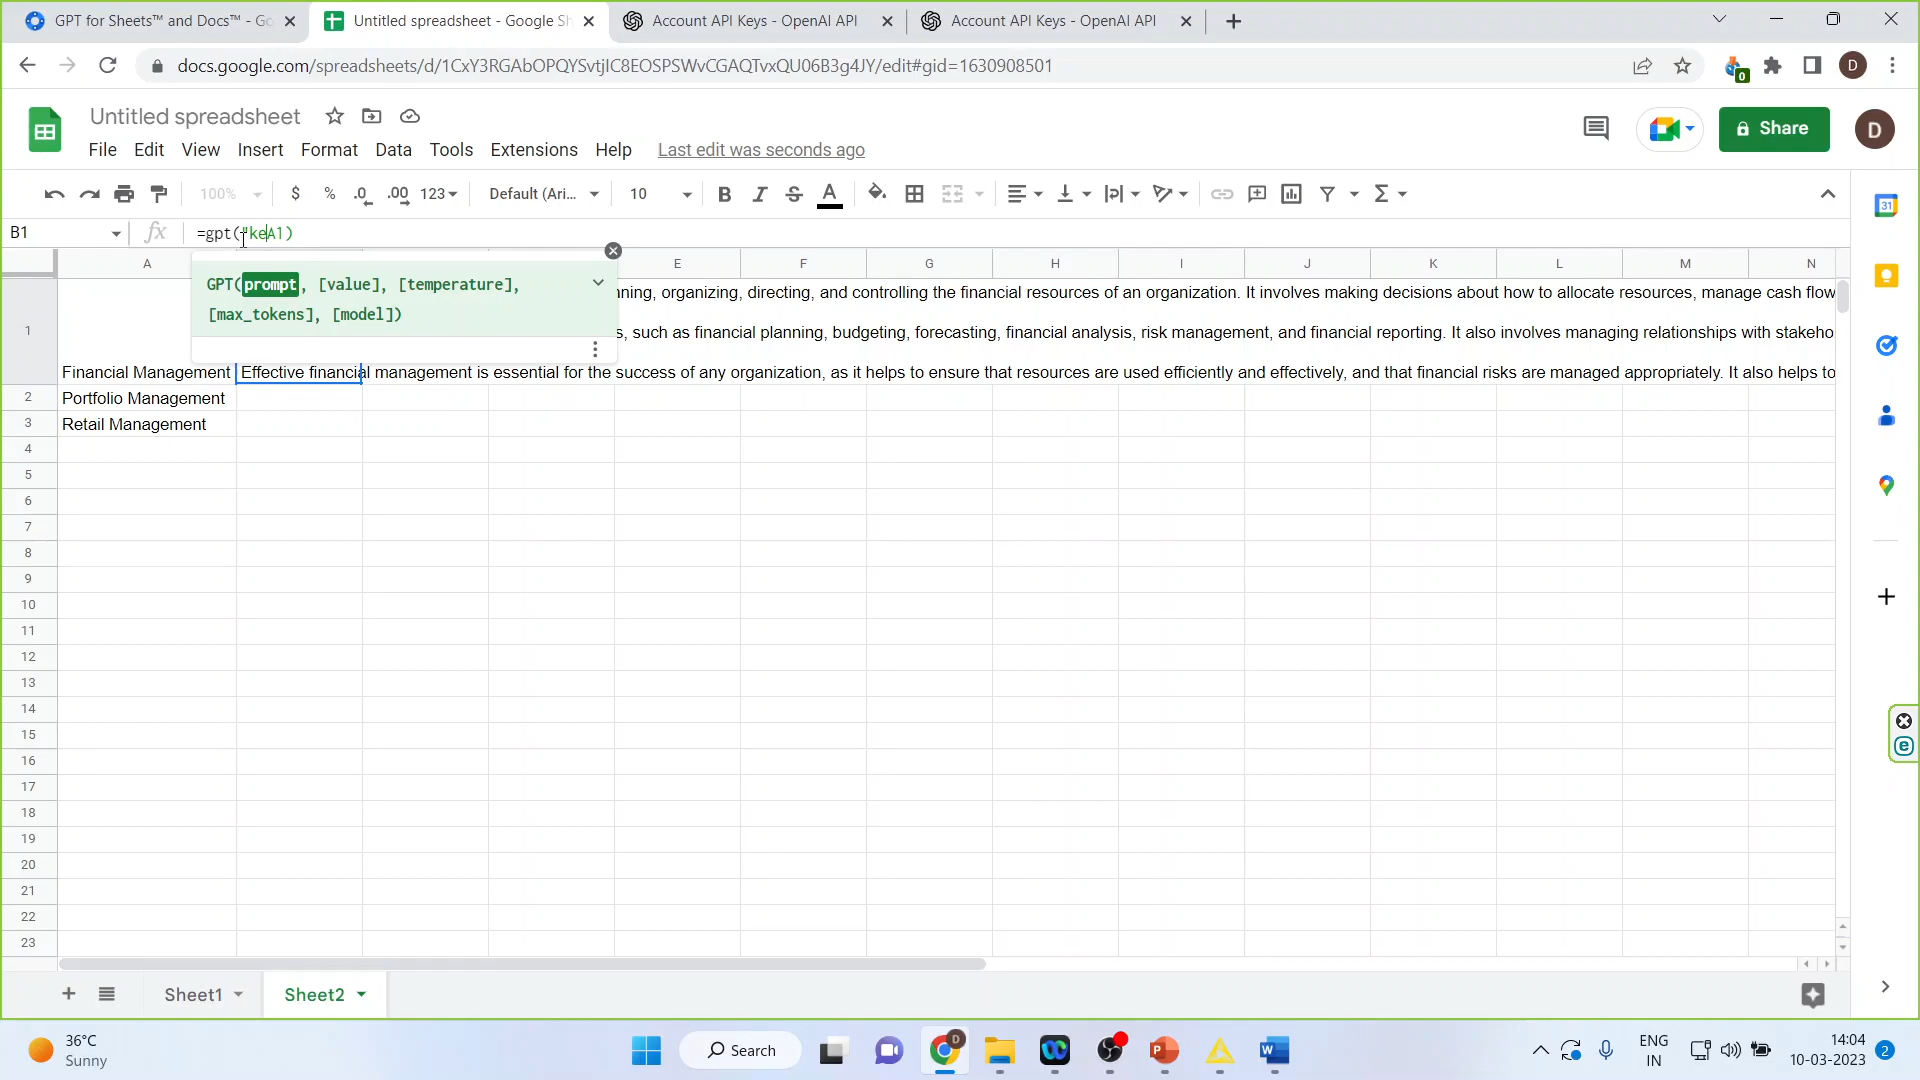 GPT for Sheets™ and Docs™ - Go
Untitled spreadsheet - Google Sh
Account API Keys - OpenAI API
Account API Keys - OpenAI API
docs.google.com/spreadsheets/d/1CxY3RGAbOPQYSvtjIC8EOSPSWvCGAQTvxQU06B3g4JY/edit#gid=1630908501
0
D
Untitled spreadsheet
Share
D
File Edit View Insert Format Data Tools Extensions Help Last edit was seconds ago
100% $ % .0 .00 123 Default (Ari... 10 B I S A
31
B1 fx =gpt("keA1)
A E F G H I J K L M N
GPT(prompt, [value], [temperature],
[max_tokens], [model])
nning, organizing, directing, and controlling the financial resources of an organization. It involves making decisions about how to allocate resources, manage cash flow
1
s, such as financial planning, budgeting, forecasting, financial analysis, risk management, and financial reporting. It also involves managing relationships with stakeho
Financial Management Effective financial management is essential for the success of any organization, as it helps to ensure that resources are used efficiently and effectively, and that financial risks are managed appropriately. It also helps to
2 Portfolio Management
3 Retail Management
4
5
6
7
8
9
10
11
12
13
14
15
16
17
18
19
20
21
22
23
Sheet1 Sheet2
36°C
Sunny
Search
D
P
W
ENG
IN
14:04
10-03-2023
2